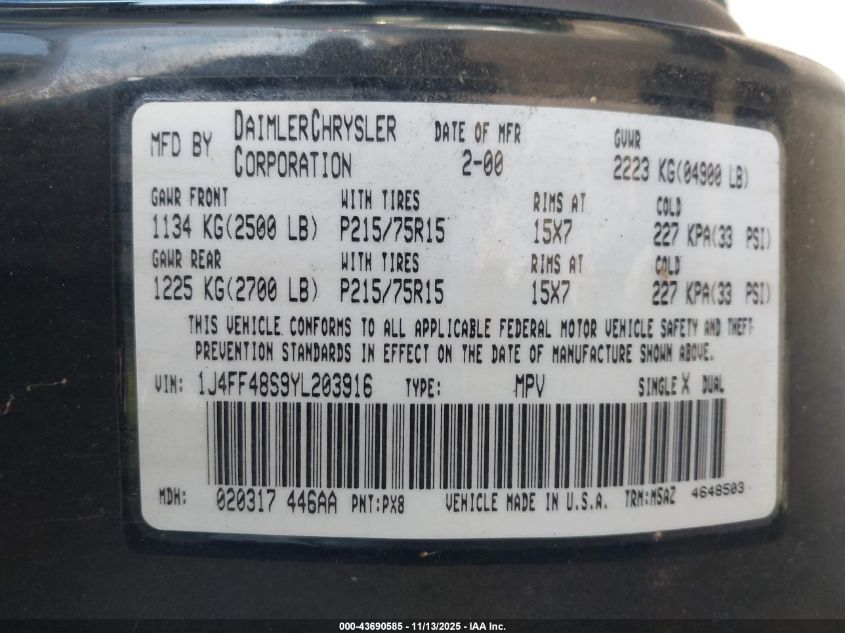 MFD BY DAIMLERCHRYSLER CORPORATION DATE OF MFR 2-00 GVWR 2223 KG(04900 LB)
GAWR FRONT WITH TIRES RIMS AT COLD
1134 KG(2500 LB) P215/75R15 15X7 227 KPA(33 PSI)
GAWR REAR WITH TIRES RIMS AT COLD
1225 KG(2700 LB) P215/75R15 15X7 227 KPA(33 PSI)
THIS VEHICLE CONFORMS TO ALL APPLICABLE FEDERAL MOTOR VEHICLE SAFETY AND THEFT
PREVENTION STANDARDS IN EFFECT ON THE DATE OF MANUFACTURE SHOWN ABOVE.
VIN: 1J4FF48S9YL203916 TYPE: MPV SINGLE X DUAL
MDH: 020317 446AA PNT:PX8 VEHICLE MADE IN U.S.A. TRM:MSAZ 4648503
000-43690585 - 11/13/2025 - IAA Inc.